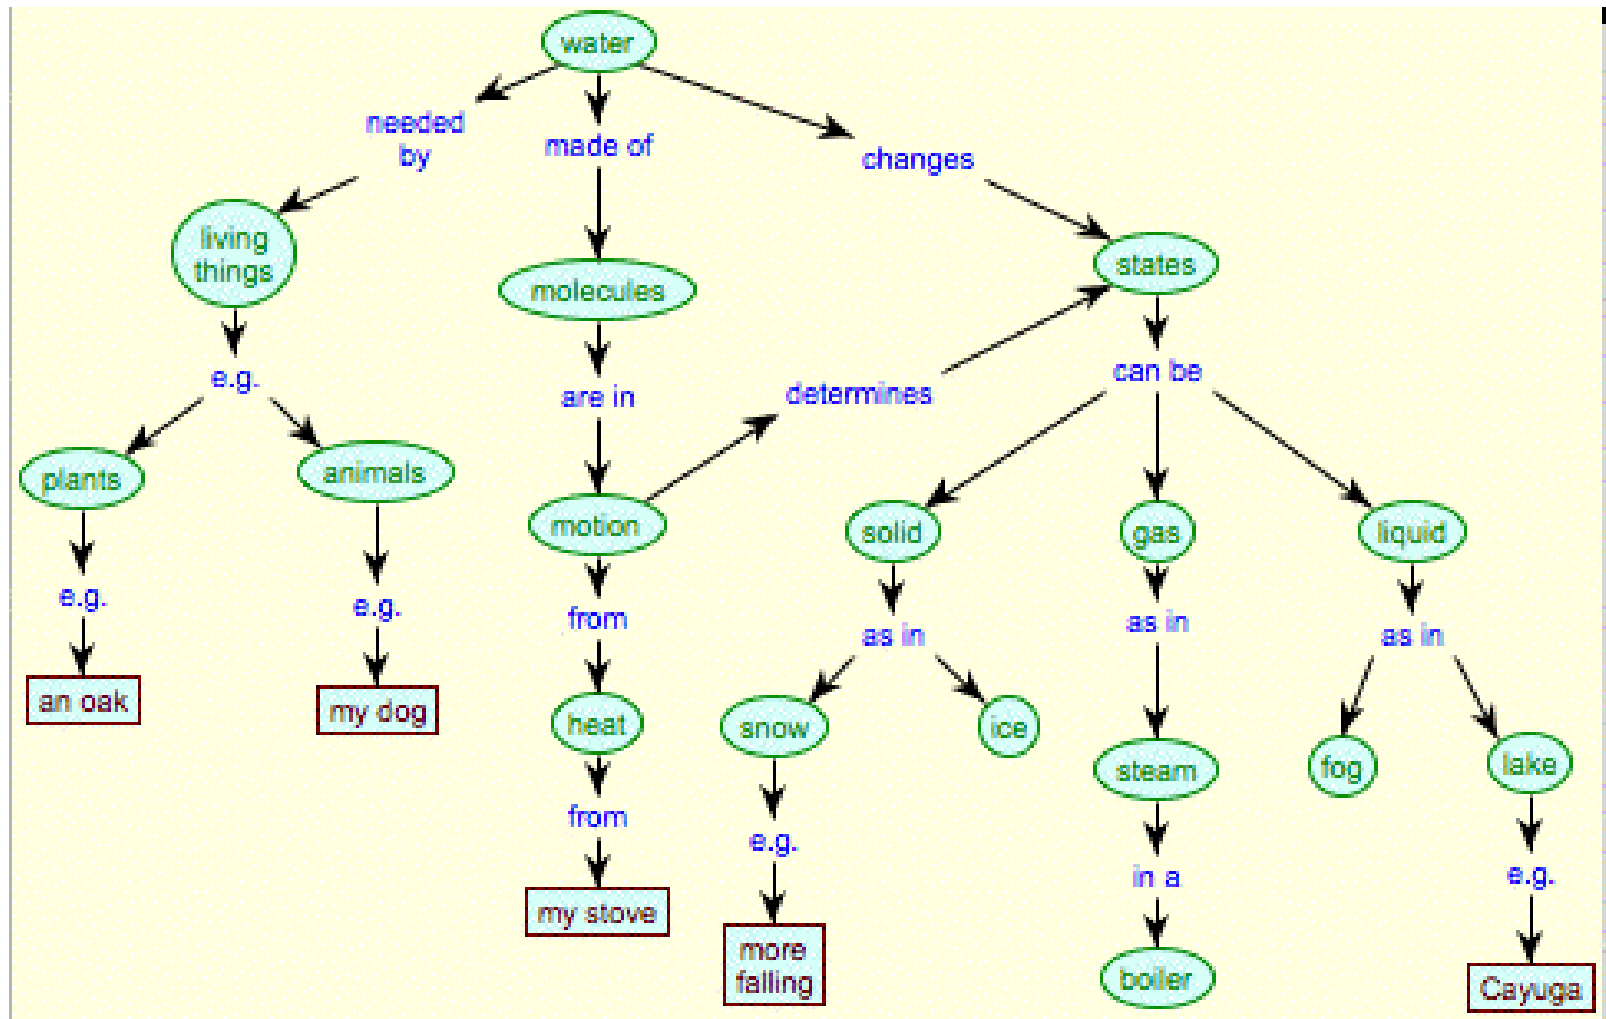 water
needed
by
made of
changes
living
things
molecules
states
e.g.
are in
determines
can be
plants
animals
motion
solid
gas
liquid
e.g.
e.g.
from
as in
as in
as in
an oak
my dog
heat
snow
ice
steam
fog
lake
from
e.g.
in a
e.g.
my stove
more
falling
boiler
Cayuga